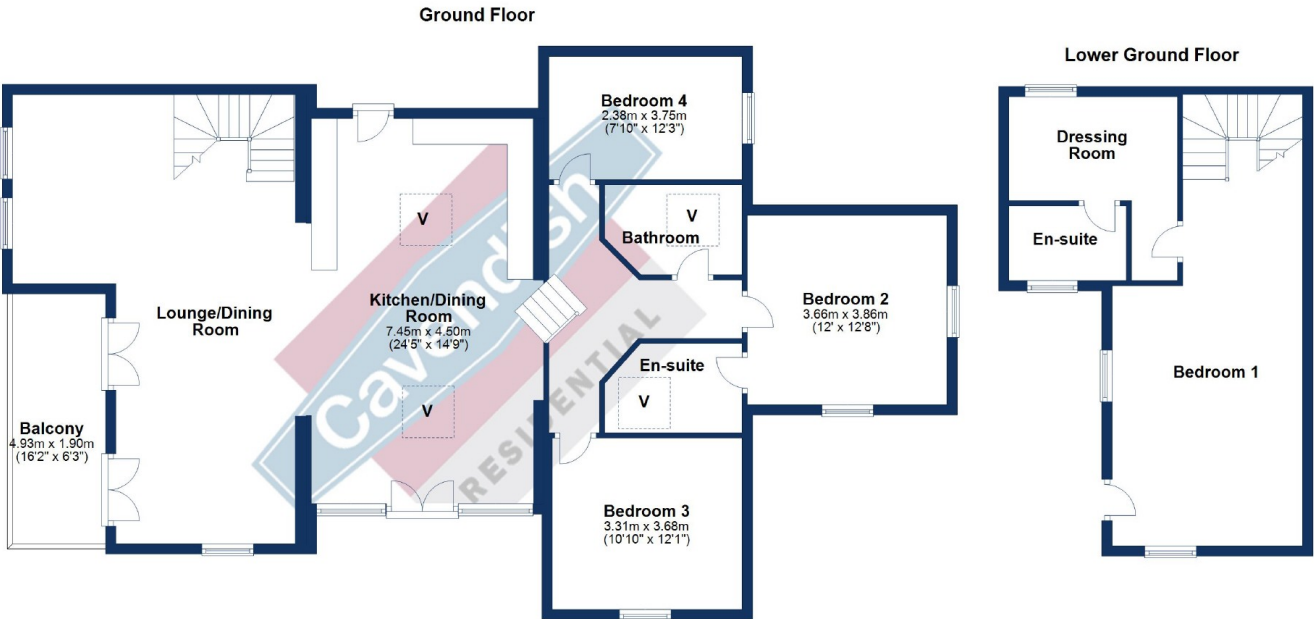 Ground Floor
Lower Ground Floor
Bedroom 4
2.38m x 3.75m
(7'10" x 12'3")
Dressing
Room
V
V
Bathroom
En-suite
Kitchen/Dining
Room
7.45m x 4.50m
(24'5" x 14'9")
Lounge/Dining
Room
Bedroom 2
3.66m x 3.86m
(12' x 12'8")
En-suite
Bedroom 1
V
V
Balcony
4.93m x 1.90m
(16'2" x 6'3")
Bedroom 3
3.31m x 3.68m
(10'10" x 12'1")
Cavendish
RESIDENTIAL